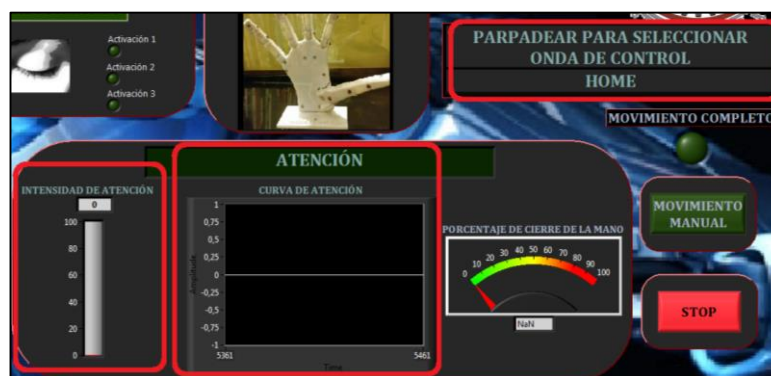 Activación 1
Activación 2
Activación 3
PARPADEAR PARA SELECCIONAR
ONDA DE CONTROL
HOME
MOVIMIENTO COMPLETO
ATENCIÓN
INTENSIDAD DE ATENCIÓN
0
100
80
60
40
20
0
CURVA DE ATENCIÓN
Amplitude
1
0,75
0,5
0,25
0
-0,25
-0,5
-0,75
-1
5361
5461
Time
PORCENTAJE DE CIERRE DE LA MANO
0 10 20 30 40 50 60 70 80 90 100
NaN
MOVIMIENTO
MANUAL
STOP